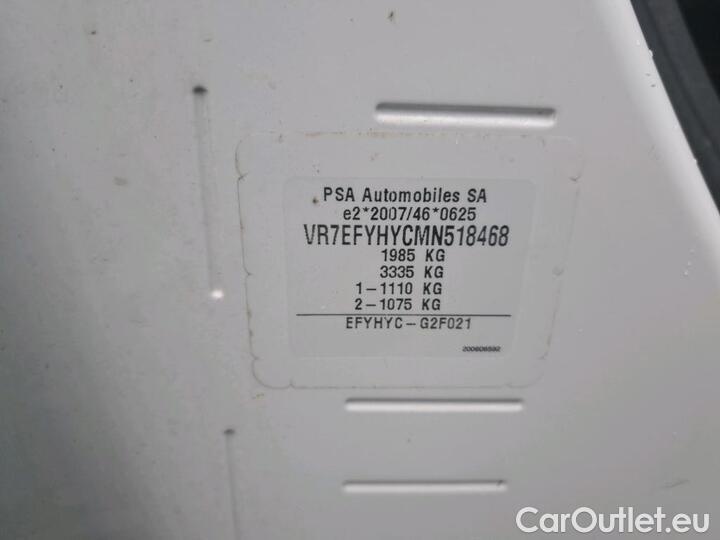 PSA Automobiles SA
e2*2007/46*0625
VR7EFYHYCMN518468
1985 KG
3335 KG
1-1110 KG
2-1075 KG
EFYHYC-G2F021
200606592
CarOutlet.eu